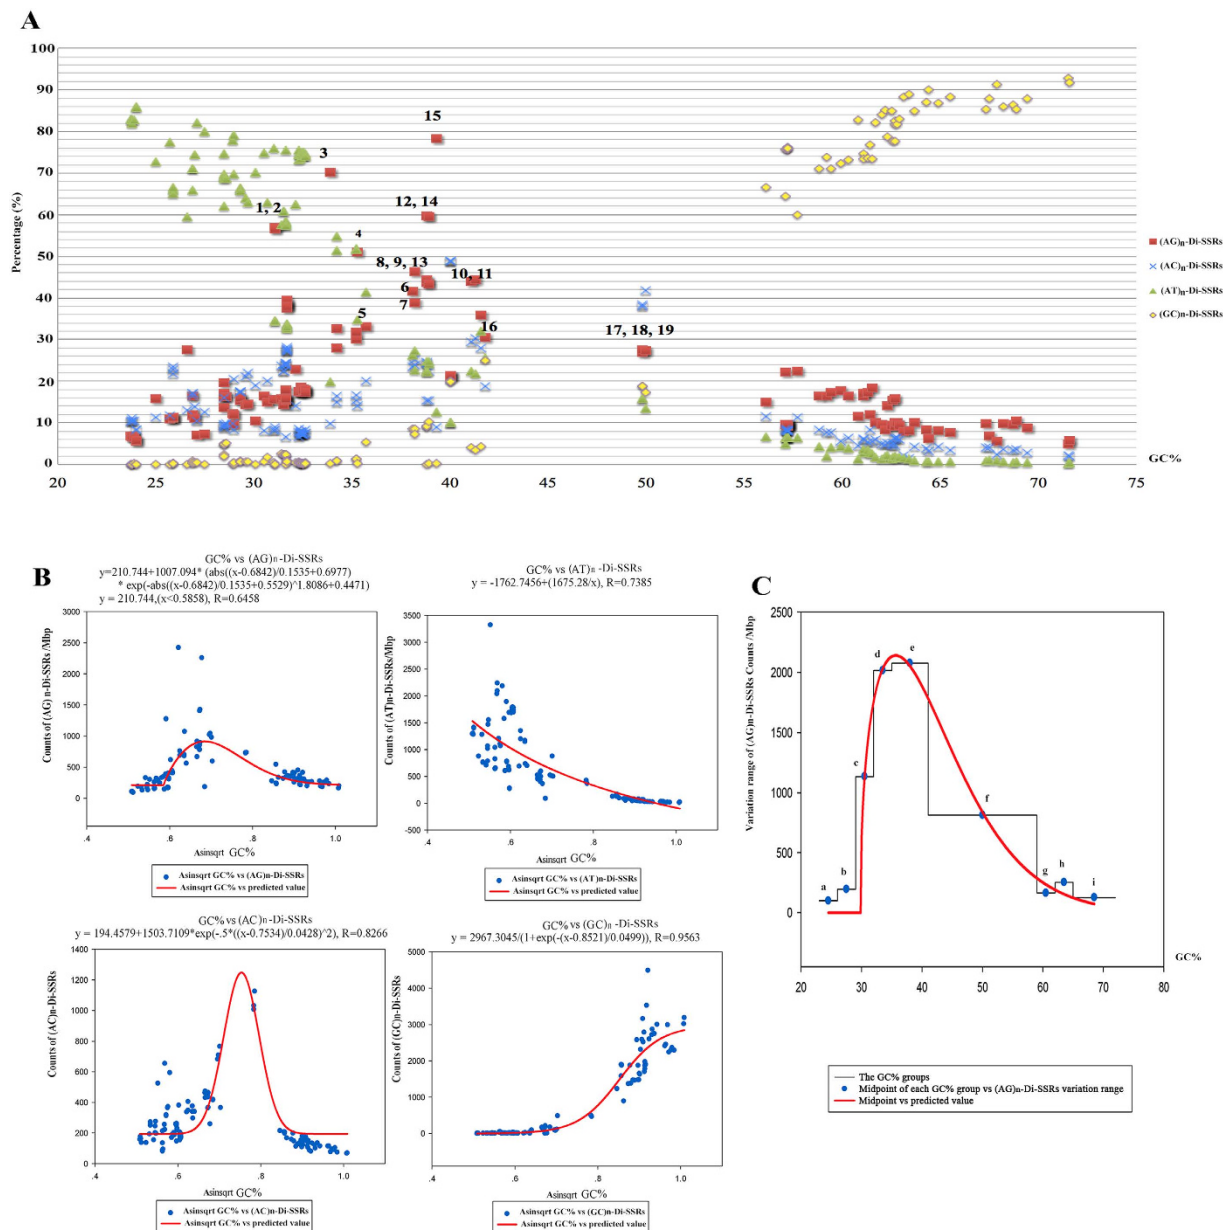 A
100
90
80
70
60
50
40
30
20
10
0
Percentage (%)
15
3
12, 14
1, 2
4
8, 9, 13
10, 11
6
7
5
16
17, 18, 19
(AG)n-Di-SSRs
(AC)n-Di-SSRs
(AT)n-Di-SSRs
(GC)n-Di-SSRs
GC%
20 25 30 35 40 45 50 55 60 65 70 75
B
GC% vs (AG)n-Di-SSRs
y=210.744+1007.094* (abs((x-0.6842)/0.1535+0.6977)
* exp(-abs((x-0.6842)/0.1535+0.5529)^1.8086+0.4471)
y = 210.744,(x<0.5858), R=0.6458
3000
2500
2000
1500
1000
500
0
Counts of (AG) n-Di-SSRs /Mbp
.4 .6 .8 1.0
Asinsqrt GC%
Asinsqrt GC% vs (AG)n-Di-SSRs
Asinsqrt GC% vs predicted value
GC% vs (AT)n -Di-SSRs
y = -1762.7456+(1675.28/x), R=0.7385
3500
3000
2500
2000
1500
1000
500
0
-500
Counts of (AT)n-Di-SSRs/Mbp
.4 .6 .8 1.0
Asinsqrt GC%
Asinsqrt GC% vs (AT)n-Di-SSRs
Asinsqrt GC% vs predicted value
GC% vs (AC)n -Di-SSRs
y = 194.4579+1503.7109*exp(-.5*((x-0.7534)/0.0428)^2), R=0.8266
1400
1200
1000
800
600
400
200
0
Counts of (AC)n-Di-SSRs
.4 .6 .8 1.0
Asinsqrt GC%
Asinsqrt GC% vs (AC)n-Di-SSRs
Asinsqrt GC% vs predicted value
GC% vs (GC)n -Di-SSRs
y = 2967.3045/(1+exp(-(x-0.8521)/0.0499)), R=0.9563
5000
4000
3000
2000
1000
0
Counts of (GC)n-Di-SSRs
.4 .6 .8 1.0
Asinsqrt GC%
Asinsqrt GC% vs (GC)n-Di-SSRs
Asinsqrt GC% vs predicted value
C
2500
2000
1500
1000
500
0
Variation range of (AG)n-Di-SSRs Counts /Mbp
a
b
c
d
e
f
g
h
i
GC%
20 30 40 50 60 70 80
The GC% groups
Midpoint of each GC% group vs (AG)n-Di-SSRs variation range
Midpoint vs predicted value